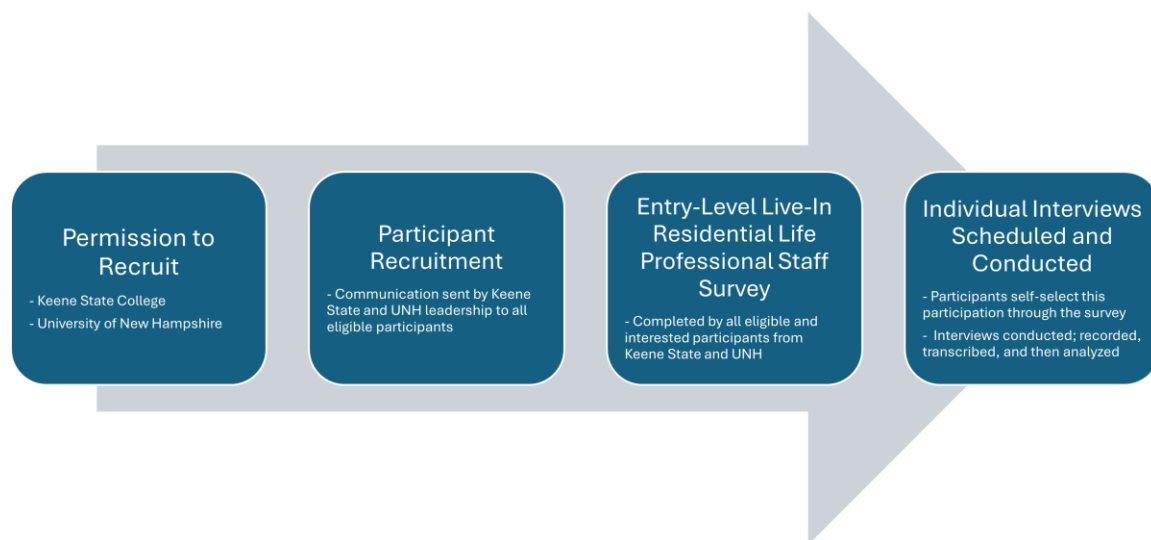 Permission to
Recruit
- Keene State College
- University of New Hampshire
Participant
Recruitment
- Communication sent by Keene
State and UNH leadership to all
eligible participants
Entry-Level Live-In
Residential Life
Professional Staff
Survey
- Completed by all eligible and
interested participants from
Keene State and UNH
Individual Interviews
Scheduled and
Conducted
- Participants self-select this
participation through the survey
- Interviews conducted; recorded,
transcribed, and then analyzed